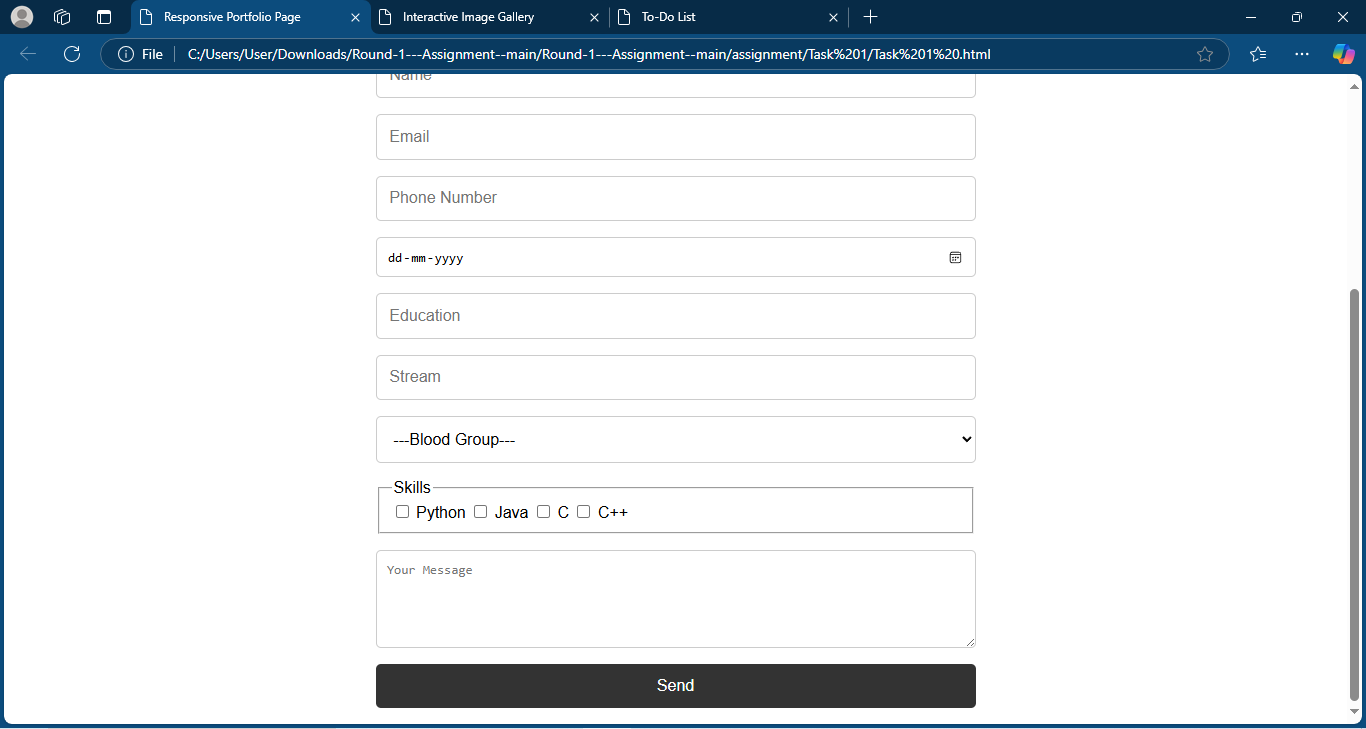 Responsive Portfolio Page
Interactive Image Gallery
To-Do List
File
C:/Users/User/Downloads/Round-1---Assignment--main/Round-1---Assignment--main/assignment/Task%201/Task%201%20.html
Name
Email
Phone Number
dd-mm-yyyy
Education
Stream
---Blood Group---
Skills
Python Java C C++
Your Message
Send